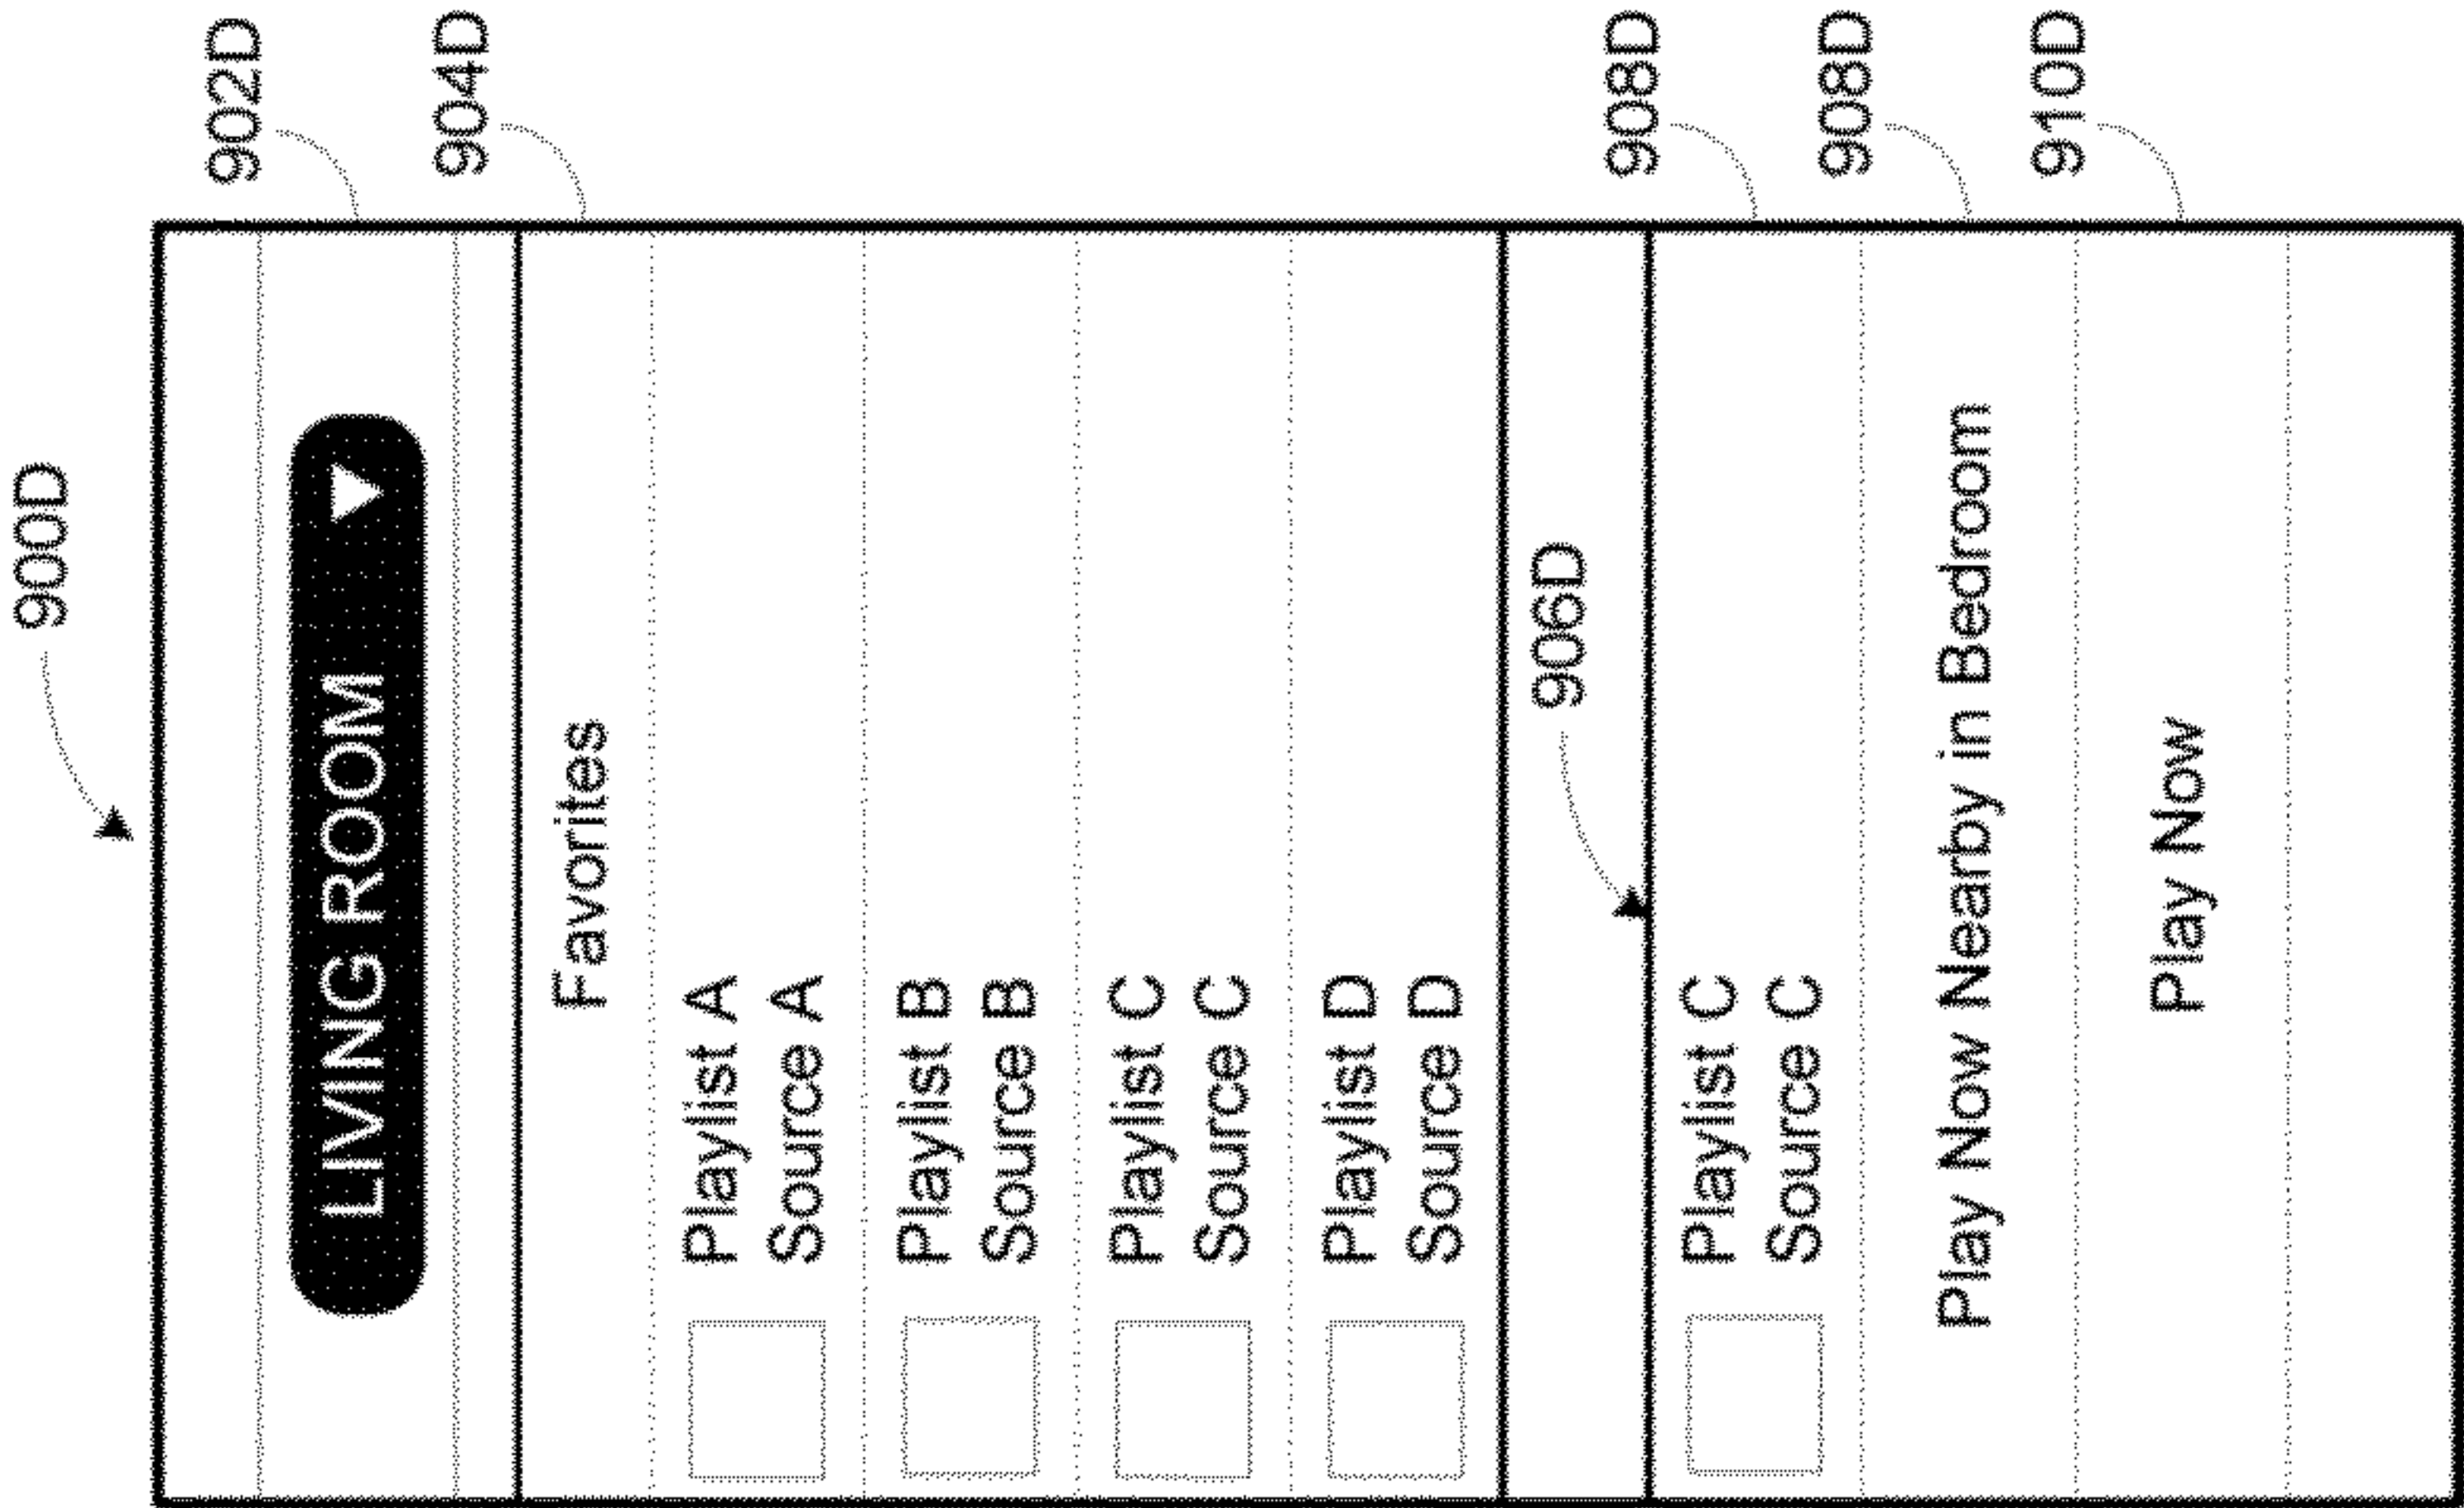 900D
902D
LIVING ROOM
904D
Favorites
Playlist A
Source A
Playlist B
Source B
Playlist C
Source C
Playlist D
Source D
906D
908D
Playlist C
Source C
908D
Play Now Nearby in Bedroom
910D
Play Now